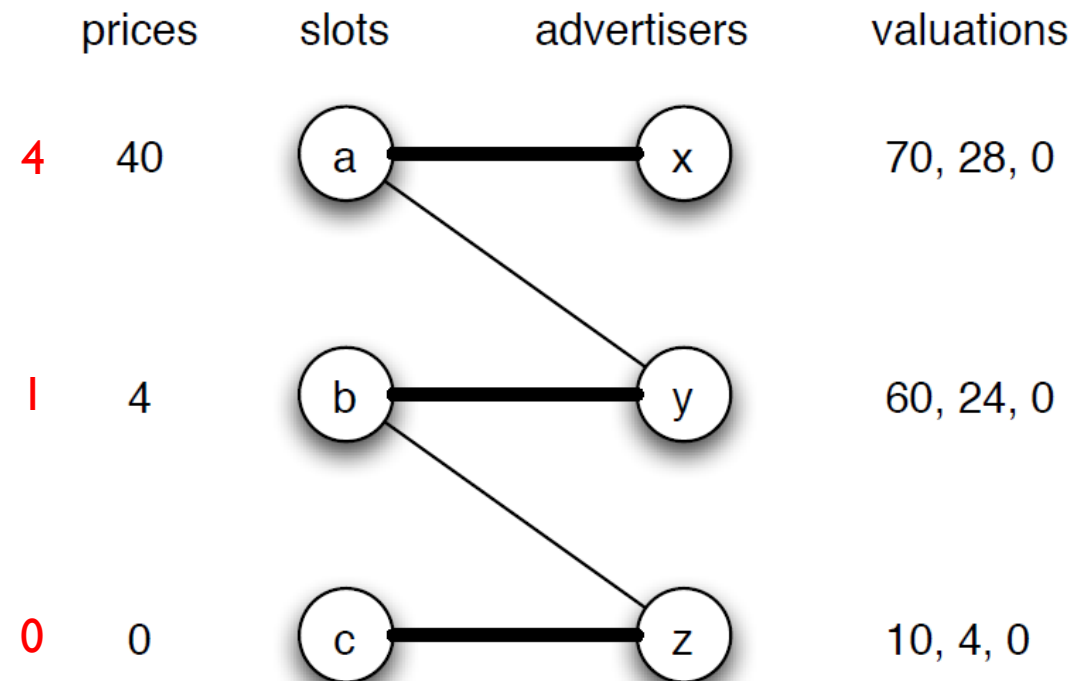 prices slots advertisers valuations
4 40 a x 70, 28, 0
1 4 b y 60, 24, 0
0 0 c z 10, 4, 0